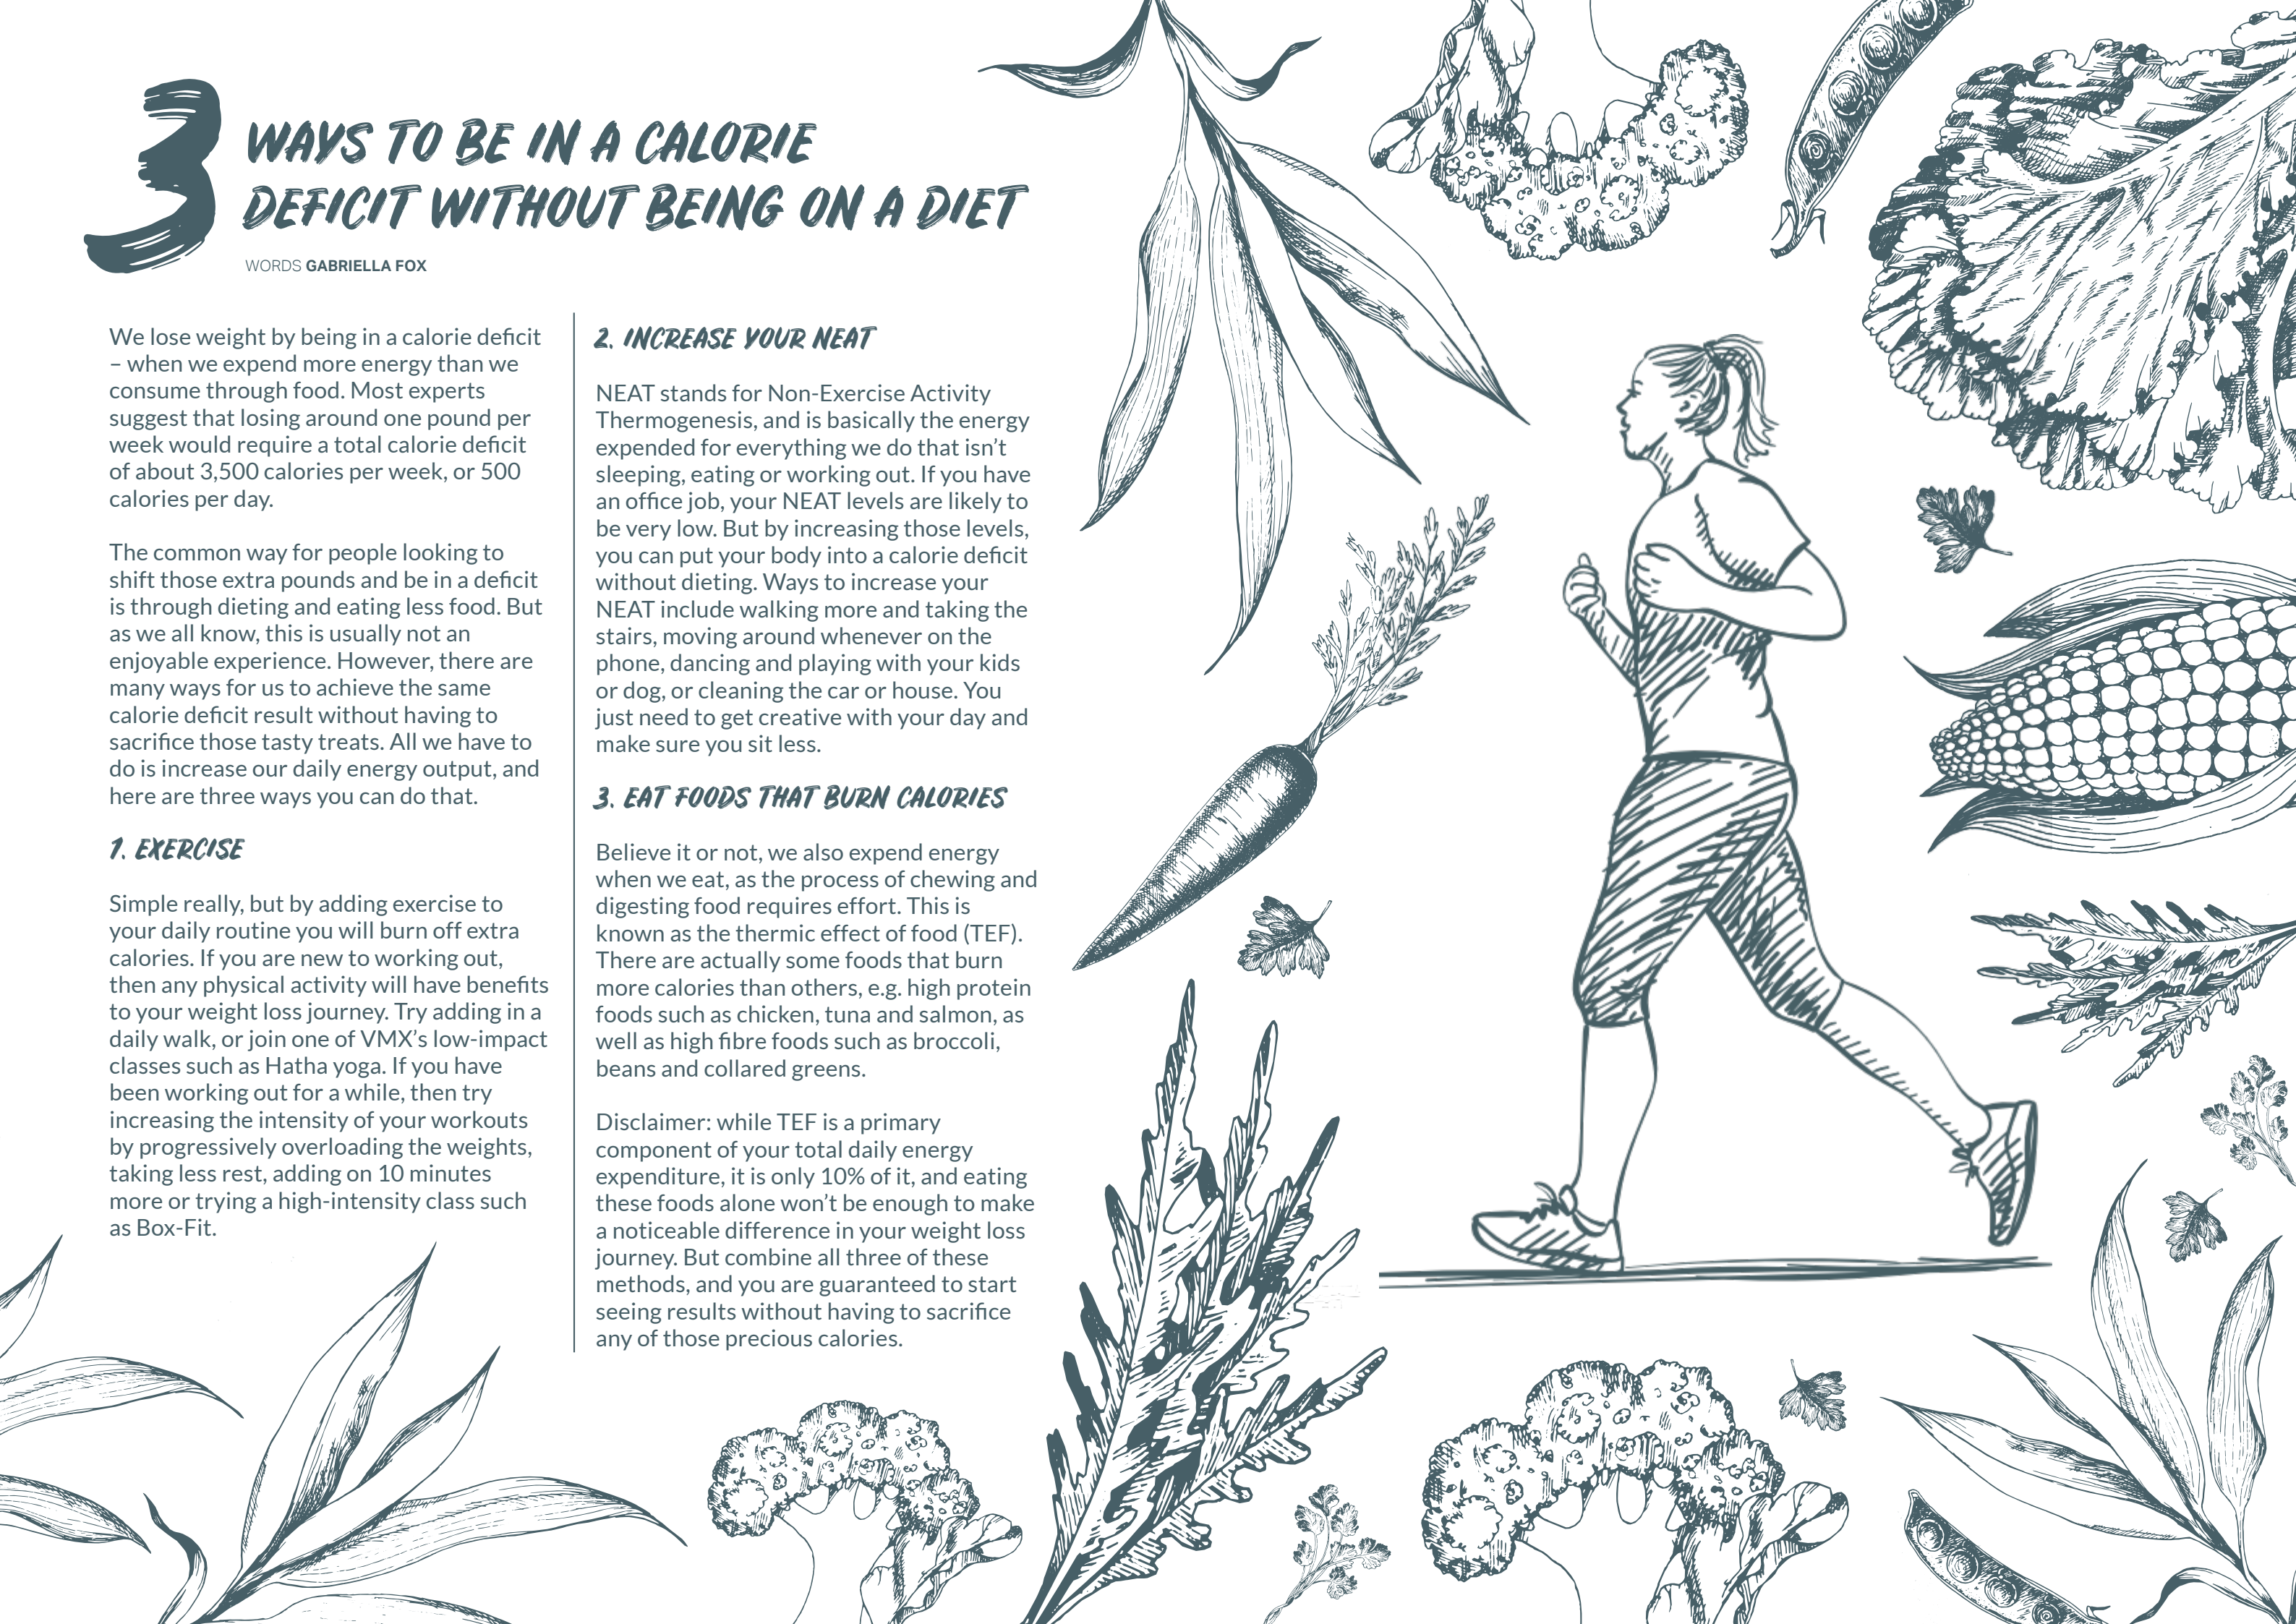 3 WAYS TO BE IN A CALORIE
DEFICIT WITHOUT BEING ON A DIET
WORDS GABRIELLA FOX
We lose weight by being in a calorie deficit
– when we expend more energy than we
consume through food. Most experts
suggest that losing around one pound per
week would require a total calorie deficit
of about 3,500 calories per week, or 500
calories per day.
The common way for people looking to
shift those extra pounds and be in a deficit
is through dieting and eating less food. But
as we all know, this is usually not an
enjoyable experience. However, there are
many ways for us to achieve the same
calorie deficit result without having to
sacrifice those tasty treats. All we have to
do is increase our daily energy output, and
here are three ways you can do that.
1. EXERCISE
Simple really, but by adding exercise to
your daily routine you will burn off extra
calories. If you are new to working out,
then any physical activity will have benefits
to your weight loss journey. Try adding in a
daily walk, or join one of VMX's low-impact
classes such as Hatha yoga. If you have
been working out for a while, then try
increasing the intensity of your workouts
by progressively overloading the weights,
taking less rest, adding on 10 minutes
more or trying a high-intensity class such
as Box-Fit.
2. INCREASE YOUR NEAT
NEAT stands for Non-Exercise Activity
Thermogenesis, and is basically the energy
expended for everything we do that isn't
sleeping, eating or working out. If you have
an office job, your NEAT levels are likely to
be very low. But by increasing those levels,
you can put your body into a calorie deficit
without dieting. Ways to increase your
NEAT include walking more and taking the
stairs, moving around whenever on the
phone, dancing and playing with your kids
or dog, or cleaning the car or house. You
just need to get creative with your day and
make sure you sit less.
3. EAT FOODS THAT BURN CALORIES
Believe it or not, we also expend energy
when we eat, as the process of chewing and
digesting food requires effort. This is
known as the thermic effect of food (TEF).
There are actually some foods that burn
more calories than others, e.g. high protein
foods such as chicken, tuna and salmon, as
well as high fibre foods such as broccoli,
beans and collared greens.
Disclaimer: while TEF is a primary
component of your total daily energy
expenditure, it is only 10% of it, and eating
these foods alone won't be enough to make
a noticeable difference in your weight loss
journey. But combine all three of these
methods, and you are guaranteed to start
seeing results without having to sacrifice
any of those precious calories.